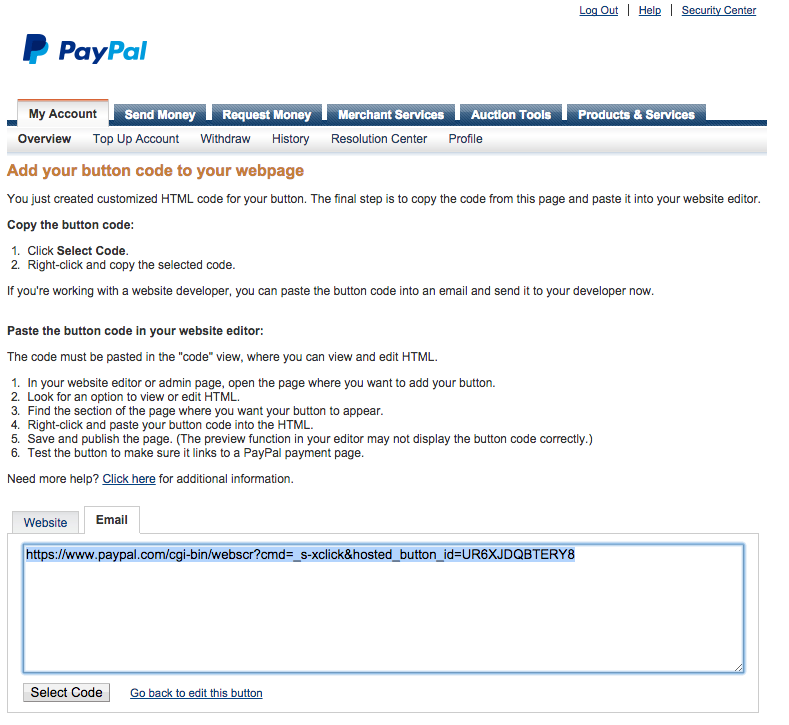 Log Out | Help | Security Center
PayPal
My Account Send Money Request Money Merchant Services Auction Tools Products & Services
Overview Top Up Account Withdraw History Resolution Center Profile
Add your button code to your webpage
You just created customized HTML code for your button. The final step is to copy the code from this page and paste it into your website editor.
Copy the button code:
1. Click Select Code.
2. Right-click and copy the selected code.
If you're working with a website developer, you can paste the button code into an email and send it to your developer now.
Paste the button code in your website editor:
The code must be pasted in the "code" view, where you can view and edit HTML.
1. In your website editor or admin page, open the page where you want to add your button.
2. Look for an option to view or edit HTML.
3. Find the section of the page where you want your button to appear.
4. Right-click and paste your button code into the HTML.
5. Save and publish the page. (The preview function in your editor may not display the button code correctly.)
6. Test the button to make sure it links to a PayPal payment page.
Need more help? Click here for additional information.
Website Email
https://www.paypal.com/cgi-bin/webscr?cmd=_s-xclick&hosted_button_id=UR6XJDQBTERY8
Select Code Go back to edit this button